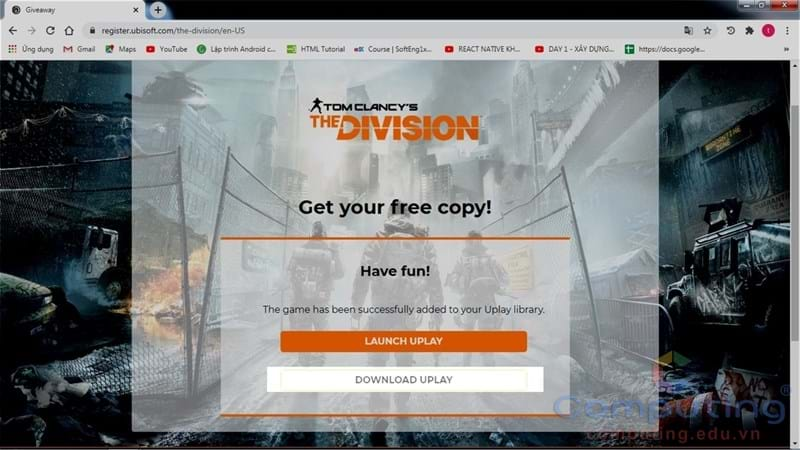 Giveaway
register.ubisoft.com/the-division/en-US
t
Ứng dụng
Gmail
Maps
YouTube
Lập trình Android c...
HTML Tutorial
Course | SoftEng1x...
REACT NATIVE KH...
DAY 1 - XÂY DỰNG...
https://docs.google...
TOM CLANCY'S
THE DIVISION
Get your free copy!
Have fun!
The game has been successfully added to your Uplay library.
LAUNCH UPLAY
DOWNLOAD UPLAY
Computing
computing.edu.vn